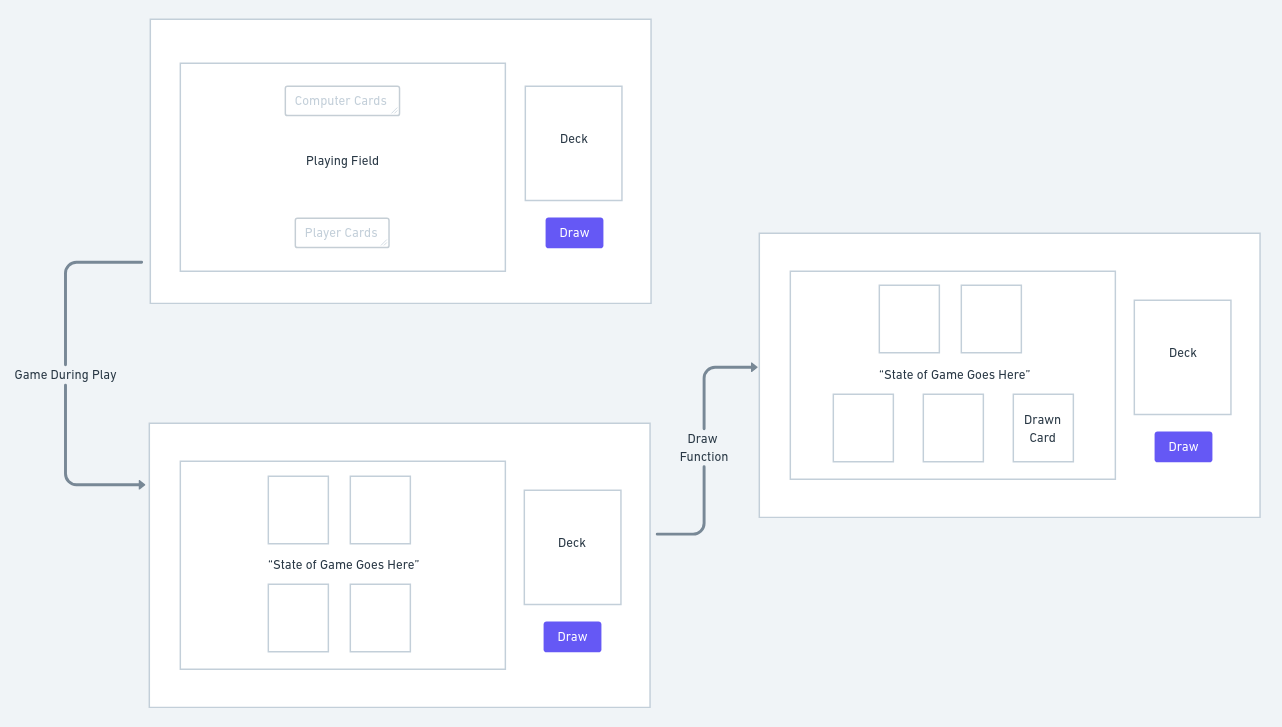 Computer Cards
Playing Field
Player Cards
Deck
Draw
Game During Play
"State of Game Goes Here"
Deck
Draw
Draw
Function
"State of Game Goes Here"
Drawn
Card
Deck
Draw